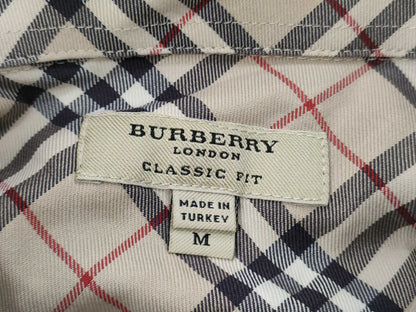 BURBERRY
LONDON
CLASSIC FIT
MADE IN
TURKEY
M